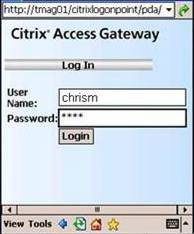 http://tmag01/citrixlogonpoint/pda/
Citrix® Access Gateway
Log In
User Name: chrism
Password: ****
Login
View Tools